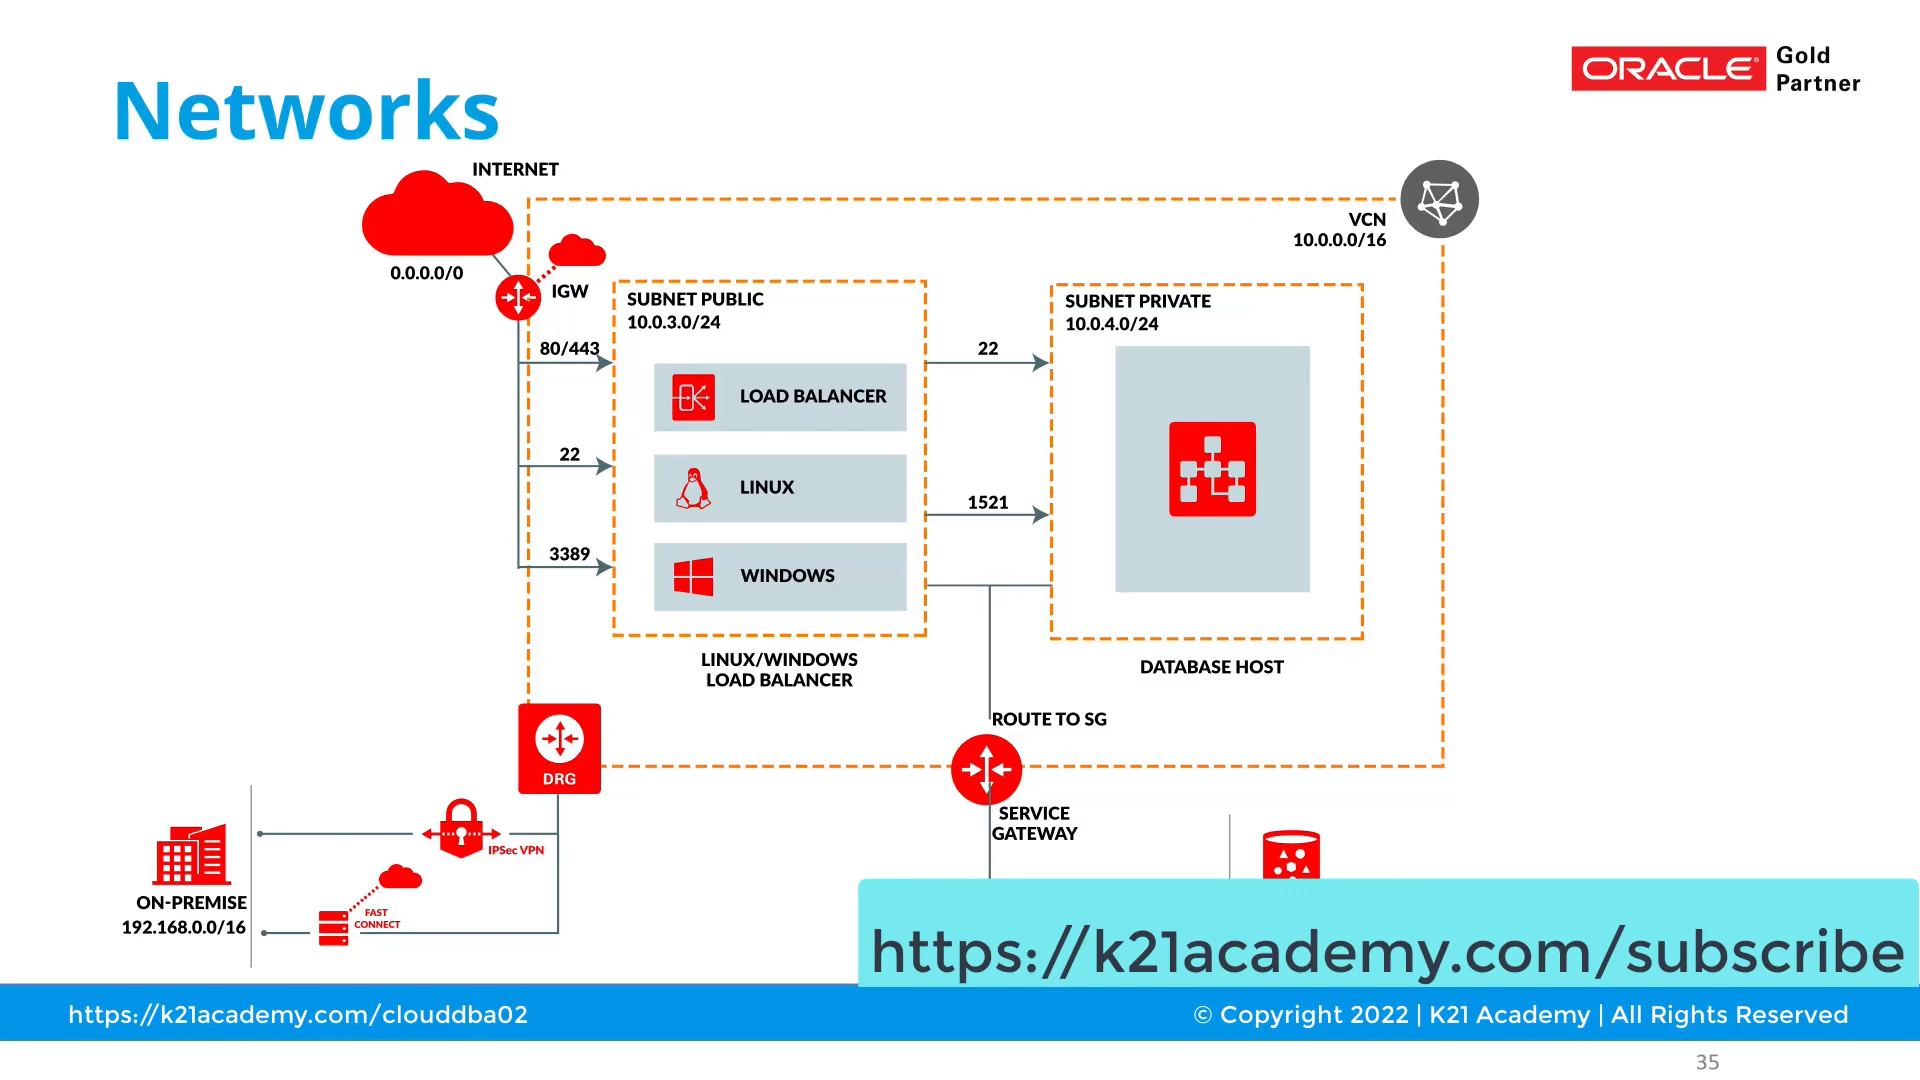 Networks
ORACLE
Gold
Partner
INTERNET
0.0.0.0/0
IGW
VCN
10.0.0.0/16
SUBNET PUBLIC
10.0.3.0/24
SUBNET PRIVATE
10.0.4.0/24
80/443
22
3389
LOAD BALANCER
LINUX
WINDOWS
22
1521
LINUX/WINDOWS
LOAD BALANCER
DATABASE HOST
ROUTE TO SG
DRG
SERVICE
GATEWAY
IPSec VPN
ON-PREMISE
192.168.0.0/16
FAST
CONNECT
https://k21academy.com/subscribe
https://k21academy.com/clouddba02
© Copyright 2022 | K21 Academy | All Rights Reserved
35